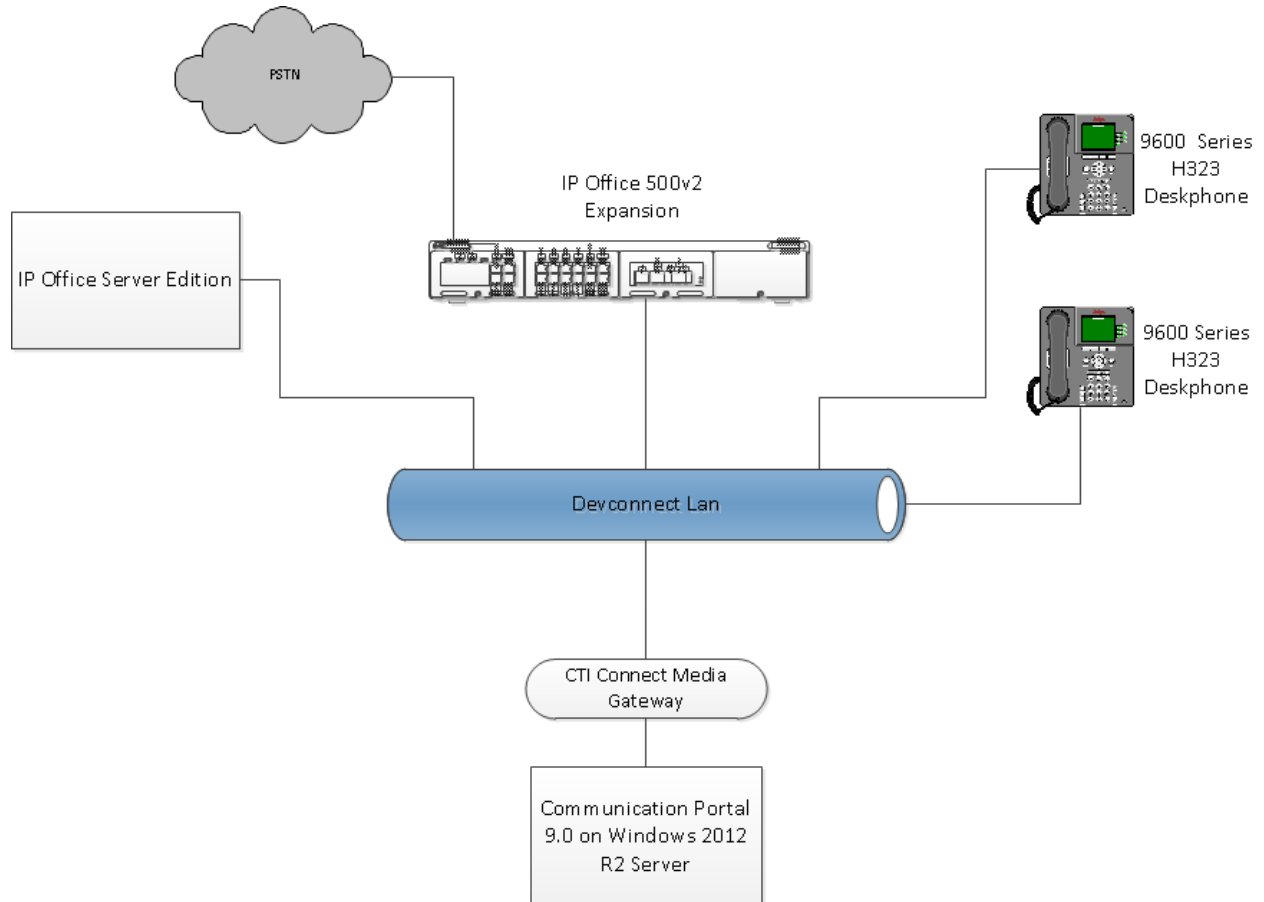 PSTN
IP Office 500v2
Expansion
9600 Series
H323
Deskphone
IP Office Server Edition
9600 Series
H323
Deskphone
Devconnect Lan
CTI Connect Media
Gateway
Communication Portal
9.0 on Windows 2012
R2 Server